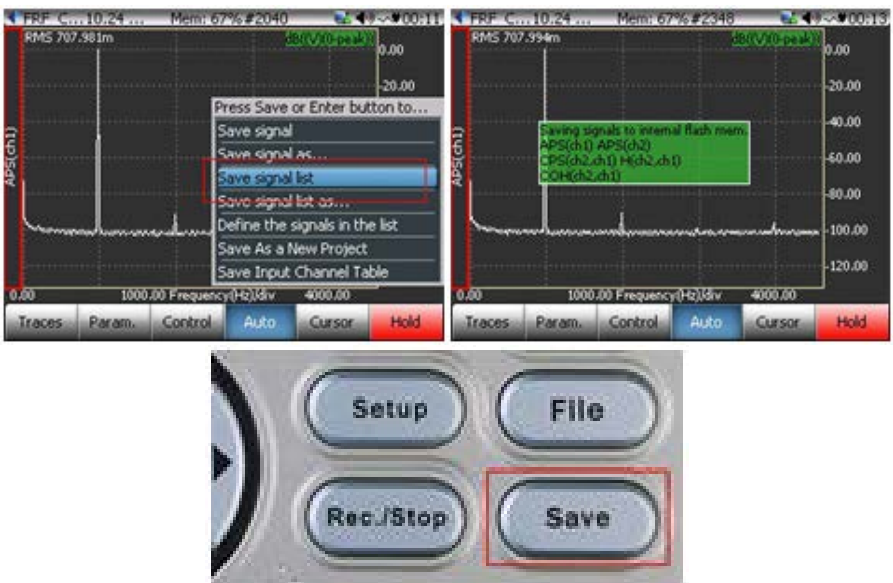 FRF C... 10.24 ... Mem: 67% #2040 00:11
RMS 707.981m dB((V)(0-peak))
0.00
-20.00
Press Save or Enter button to...
Save signal
Save signal as...
Save signal list
Save signal list as...
Define the signals in the list
Save As a New Project
Save Input Channel Table
APS(ch1)
0.00 1000.00 Frequency(Hz)/div 4000.00
Traces Param. Control Auto Cursor Hold
FRF C... 10.24 ... Mem: 67% #2348 00:13
RMS 707.994m dB((V)(0-peak))
0.00
-20.00
-40.00
-60.00
-80.00
-100.00
-120.00
Saving signals to internal flash mem.
APS(ch1) APS(ch2)
CPS(ch2,ch1) H(ch2,ch1)
COH(ch2,ch1)
APS(ch1)
0.00 1000.00 Frequency(Hz)/div 4000.00
Traces Param. Control Auto Cursor Hold
Setup File
Rec./Stop Save